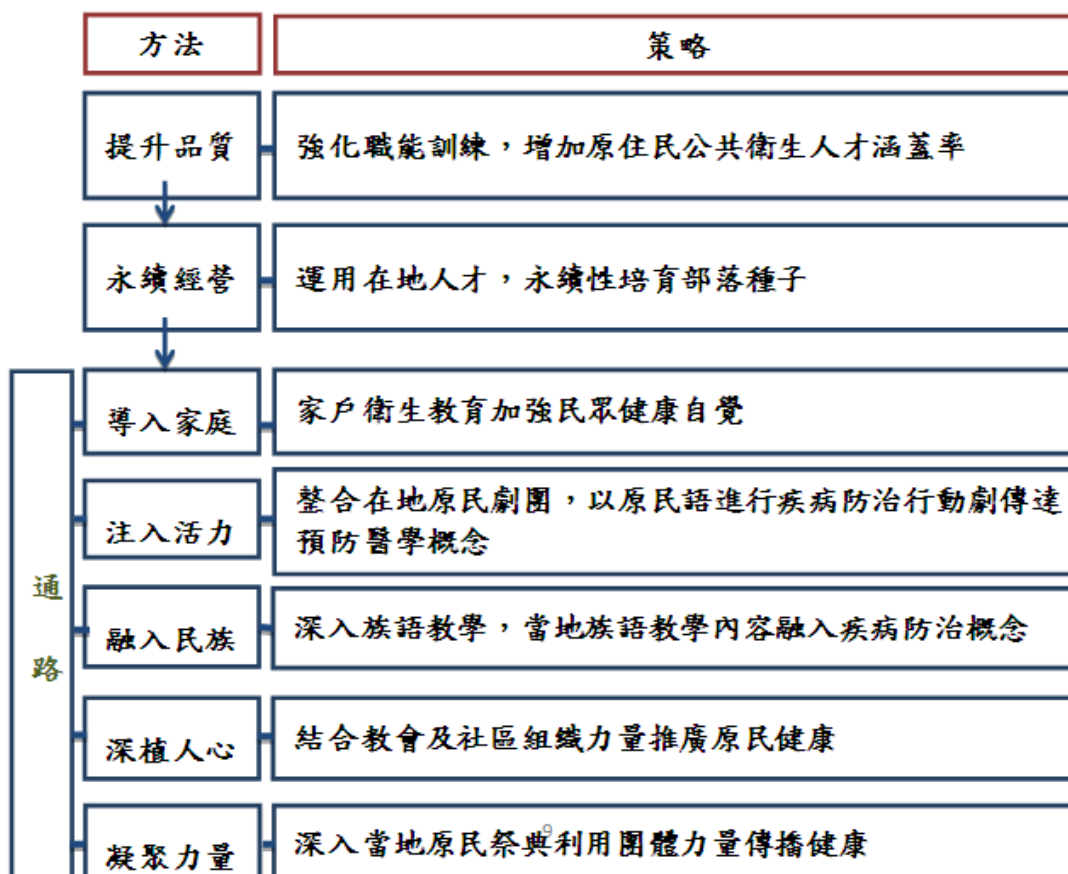 方法
策略
提升品質
強化職能訓練，增加原住民公共衛生人才涵蓋率
永續經營
運用在地人才，永續性培育部落種子
通路
導入家庭
家戶衛生教育加強民眾健康自覺
注入活力
整合在地原民劇團，以原民語進行疾病防治行動劇傳達
預防醫學概念
融入民族
深入族語教學，當地族語教學內容融入疾病防治概念
深植人心
結合教會及社區組織力量推廣原民健康
凝聚力量
深入當地原民祭典利用團體力量傳播健康
9